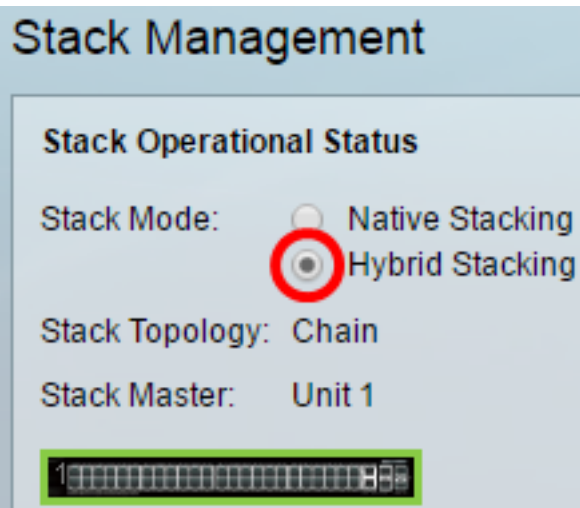 Stack Management
Stack Operational Status
Stack Mode:
Native Stacking
Hybrid Stacking
Stack Topology: Chain
Stack Master: Unit 1
1